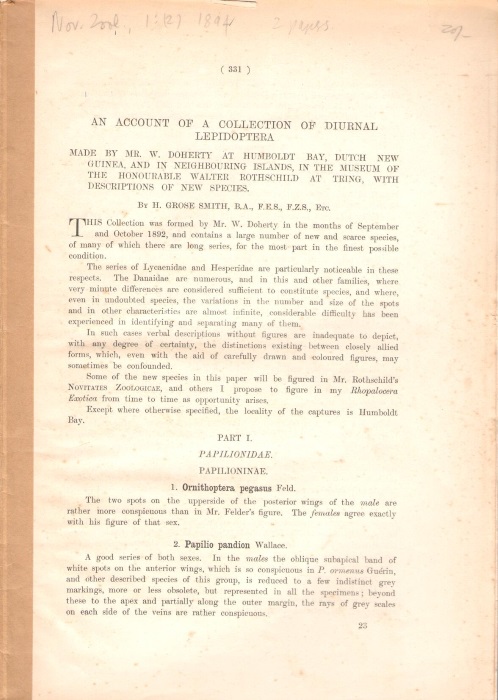 Nov. Zool., 1:(2) 1894
( 331 )
AN ACCOUNT OF A COLLECTION OF DIURNAL
LEPIDOPTERA
MADE BY MR. W. DOHERTY AT HUMBOLDT BAY, DUTCH NEW
GUINEA, AND IN NEIGHBOURING ISLANDS, IN THE MUSEUM OF
THE HONOURABLE WALTER ROTHSCHILD AT TRING, WITH
DESCRIPTIONS OF NEW SPECIES.
BY H. GROSE SMITH, B.A., F.E.S., F.Z.S., ETC.
THIS Collection was formed by Mr. W. Doherty in the months of September
and October 1892, and contains a large number of new and scarce species,
of many of which there are long series, for the most part in the finest possible
condition.
The series of Lycaenidae and Hesperidae are particularly noticeable in these
respects. The Danaidae are numerous, and in this and other families, where
very minute differences are considered sufficient to constitute species, and where,
even in undoubted species, the variations in the number and size of the spots
and in other characteristics are almost infinite, considerable difficulty has been
experienced in identifying and separating many of them.
In such cases verbal descriptions without figures are inadequate to depict,
with any degree of certainty, the distinctions existing between closely allied
forms, which, even with the aid of carefully drawn and coloured figures, may
sometimes be confounded.
Some of the new species in this paper will be figured in Mr. Rothschild's
NOVITATES ZOOLOGICAE, and others I propose to figure in my Rhopalocera
Exotica from time to time as opportunity arises.
Except where otherwise specified, the locality of the captures is Humboldt
Bay.
PART I.
PAPILIONIDAE.
PAPILIONINAE.
1. Ornithoptera pegasus Feld.
The two spots on the upperside of the posterior wings of the male are
rather more conspicuous than in Mr. Felder's figure. The females agree exactly
with his figure of that sex.
2. Papilio pandion Wallace.
A good series of both sexes. In the males the oblique subapical band of
white spots on the anterior wings, which is so conspicuous in P. ormenus Guérin,
and other described species of this group, is reduced to a few indistinct grey
markings, more or less obsolete, but represented in all the specimens; beyond
these to the apex and partially along the outer margin, the rays of grey scales
on each side of the veins are rather conspicuous.
25